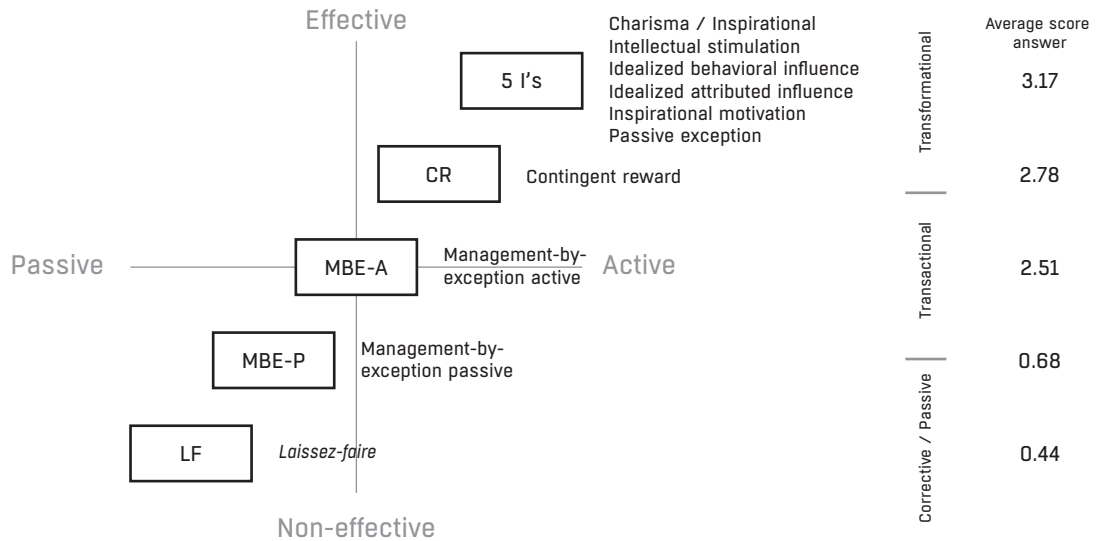 Effective
Charisma / Inspirational
Intellectual stimulation
Idealized behavioral influence
Idealized attributed influence
Inspirational motivation
Passive exception
5 I's
Transformational
Average score
answer
3.17
CR
Contingent reward
2.78
Passive
MBE-A
Management-by-
exception active
Active
Transactional
2.51
MBE-P
Management-by-
exception passive
0.68
LF
Laissez-faire
Corrective / Passive
0.44
Non-effective